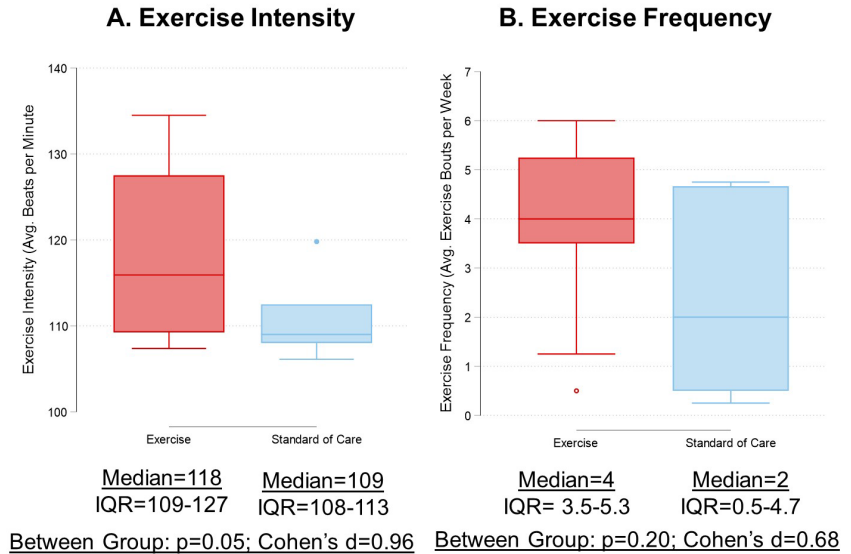 A. Exercise Intensity
Exercise Intensity (Avg. Beats per Minute
140
130
120
110
100
Exercise
Standard of Care
Median=118
IQR=109-127
Median=109
IQR=108-113
Between Group: p=0.05; Cohen's d=0.96
B. Exercise Frequency
Exercise Frequency (Avg. Exercise Bouts per Week
7
6
5
4
3
2
1
0
Exercise
Standard of Care
Median=4
IQR= 3.5-5.3
Median=2
IQR=0.5-4.7
Between Group: p=0.20; Cohen's d=0.68